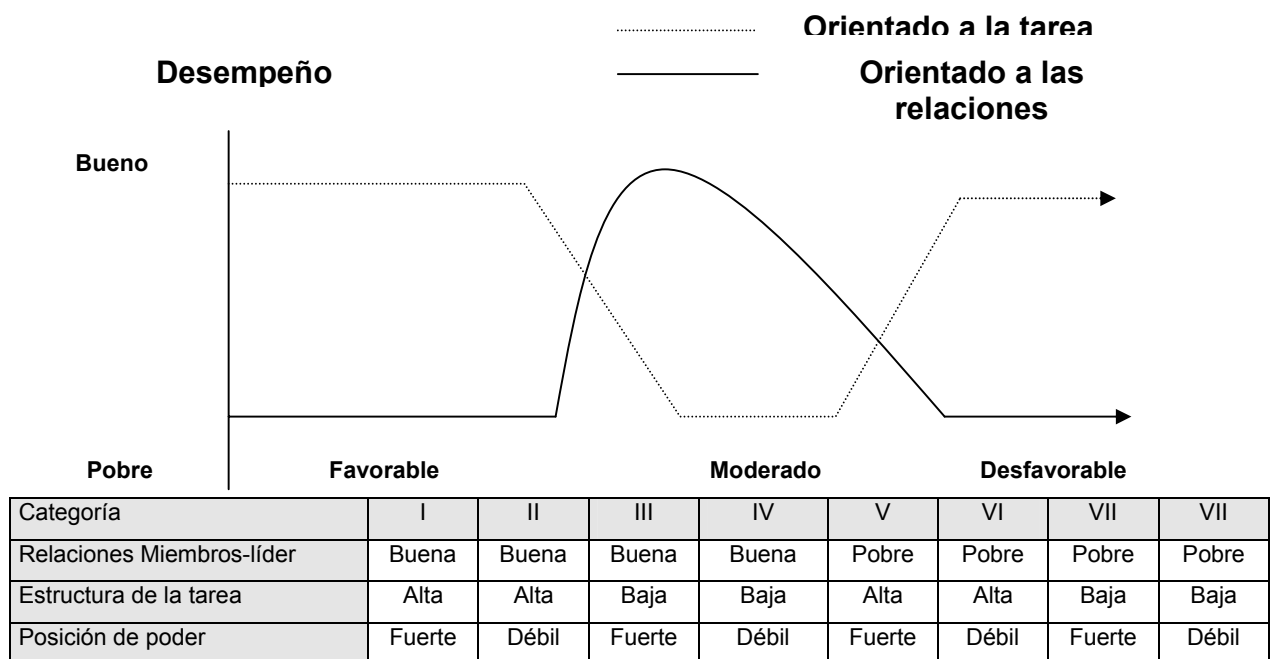 Orientado a la tarea
Desempeño
Orientado a las
relaciones
Bueno
Pobre Favorable Moderado Desfavorable
Categoría I II III IV V VI VII VII
Relaciones Miembros-líder Buena Buena Buena Buena Pobre Pobre Pobre Pobre
Estructura de la tarea Alta Alta Baja Baja Alta Alta Baja Baja
Posición de poder Fuerte Débil Fuerte Débil Fuerte Débil Fuerte Débil